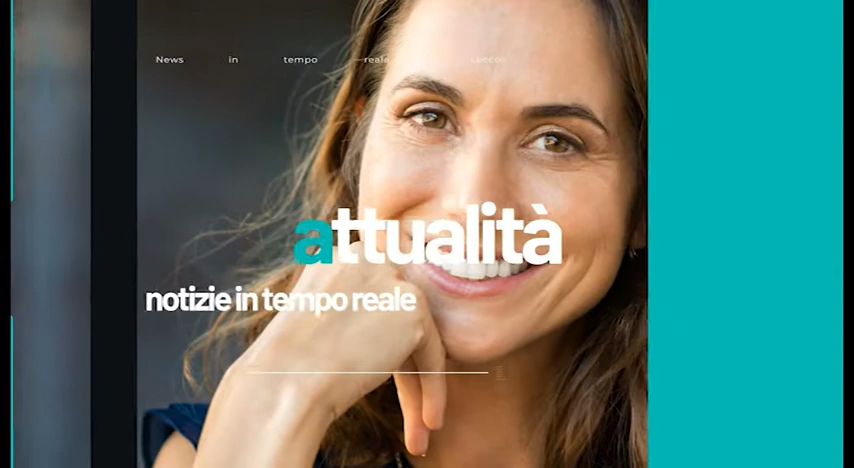 News in tempo reale
attualità
notizie in tempo reale